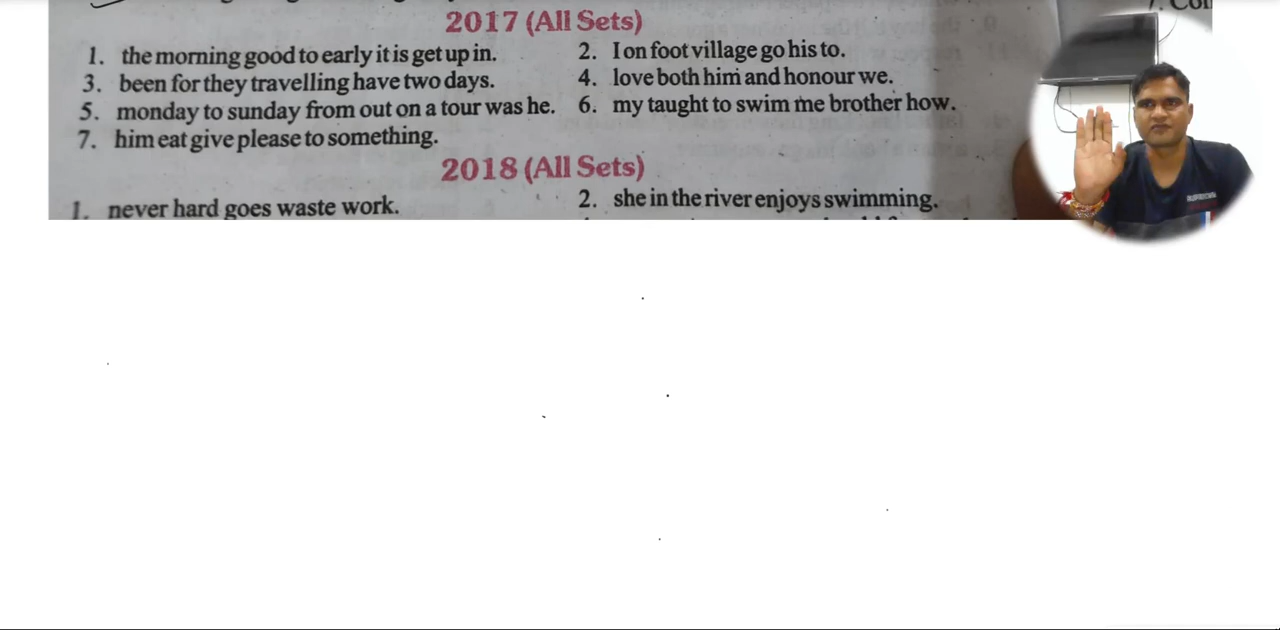 2017 (All Sets)
1. the morning good to early it is get up in. 2. I on foot village go his to.
3. been for they travelling have two days. 4. love both him and honour we.
5. monday to sunday from out on a tour was he. 6. my taught to swim me brother how.
7. him eat give please to something.
2018 (All Sets)
1. never hard goes waste work. 2. she in the river enjoys swimming.